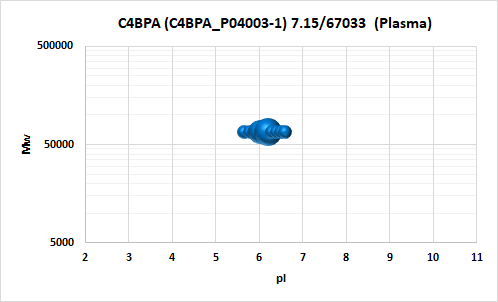 C4BPA (C4BPA_P04003-1) 7.15/67033 (Plasma)
500000
50000
5000
Mw
2 3 4 5 6 7 8 9 10 11
pI